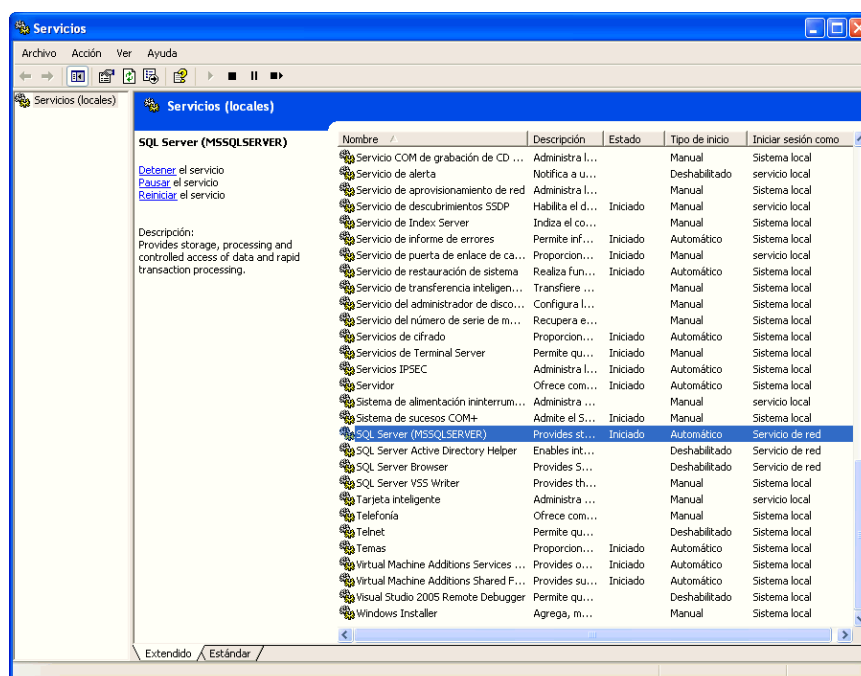 Servicios
Archivo Acción Ver Ayuda
Servicios (locales)
Servicios (locales)
SQL Server (MSSQLSERVER)
Detener el servicio
Pausar el servicio
Reiniciar el servicio
Descripción:
Provides storage, processing and
controlled access of data and rapid
transaction processing.
Nombre Descripción Estado Tipo de inicio Iniciar sesión como
Servicio COM de grabación de CD ... Administra l... Manual Sistema local
Servicio de alerta Notifica a u... Deshabilitado servicio local
Servicio de aprovisionamiento de red Administra l... Manual Sistema local
Servicio de descubrimientos SSDP Habilita el d... Iniciado Manual servicio local
Servicio de Index Server Indiza el co... Manual Sistema local
Servicio de informe de errores Permite inf... Iniciado Automático Sistema local
Servicio de puerta de enlace de ca... Proporcion... Iniciado Manual servicio local
Servicio de restauración de sistema Realiza fun... Iniciado Automático Sistema local
Servicio de transferencia inteligen... Transfiere ... Manual Sistema local
Servicio del administrador de disco... Configura l... Manual Sistema local
Servicio del número de serie de m... Recupera e... Manual Sistema local
Servicios de cifrado Proporcion... Iniciado Automático Sistema local
Servicios de Terminal Server Permite qu... Iniciado Manual Sistema local
Servicios IPSEC Administra l... Iniciado Automático Sistema local
Servidor Ofrece com... Iniciado Automático Sistema local
Sistema de alimentación ininterrum... Administra ... Manual servicio local
Sistema de sucesos COM+ Admite el S... Iniciado Manual Sistema local
SQL Server (MSSQLSERVER) Provides st... Iniciado Automático Servicio de red
SQL Server Active Directory Helper Enables int... Deshabilitado Servicio de red
SQL Server Browser Provides S... Deshabilitado Servicio de red
SQL Server VSS Writer Provides th... Manual Sistema local
Tarjeta inteligente Administra ... Manual servicio local
Telefonía Ofrece com... Manual Sistema local
Telnet Permite qu... Deshabilitado Sistema local
Temas Proporcion... Iniciado Automático Sistema local
Virtual Machine Additions Services ... Provides o... Iniciado Automático Sistema local
Virtual Machine Additions Shared F... Provides su... Iniciado Automático Sistema local
Visual Studio 2005 Remote Debugger Permite qu... Deshabilitado Sistema local
Windows Installer Agrega, m... Manual Sistema local
Extendido Estándar